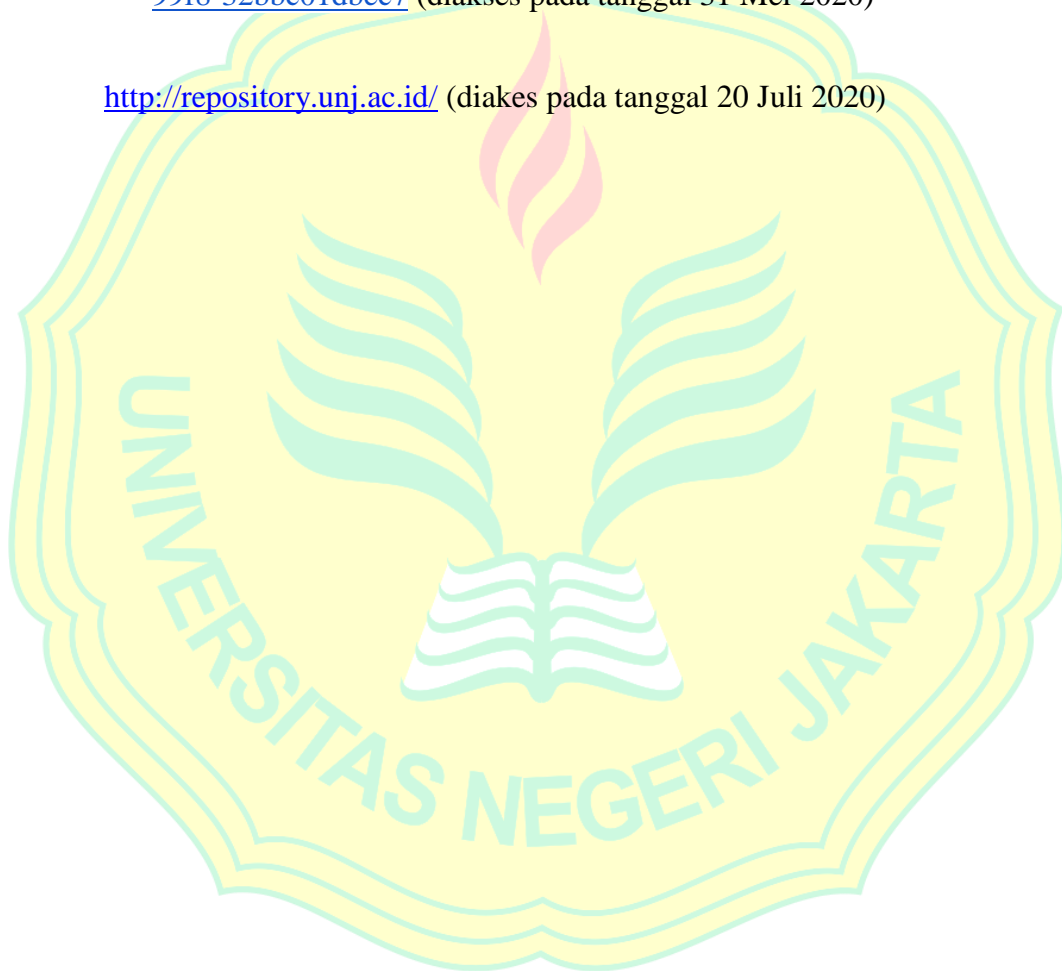 (diakses pada tanggal 31 Mei 2020)
http://repository.unj.ac.id/ (diakes pada tanggal 20 Juli 2020)
UNIVERSITAS NEGERI JAKARTA